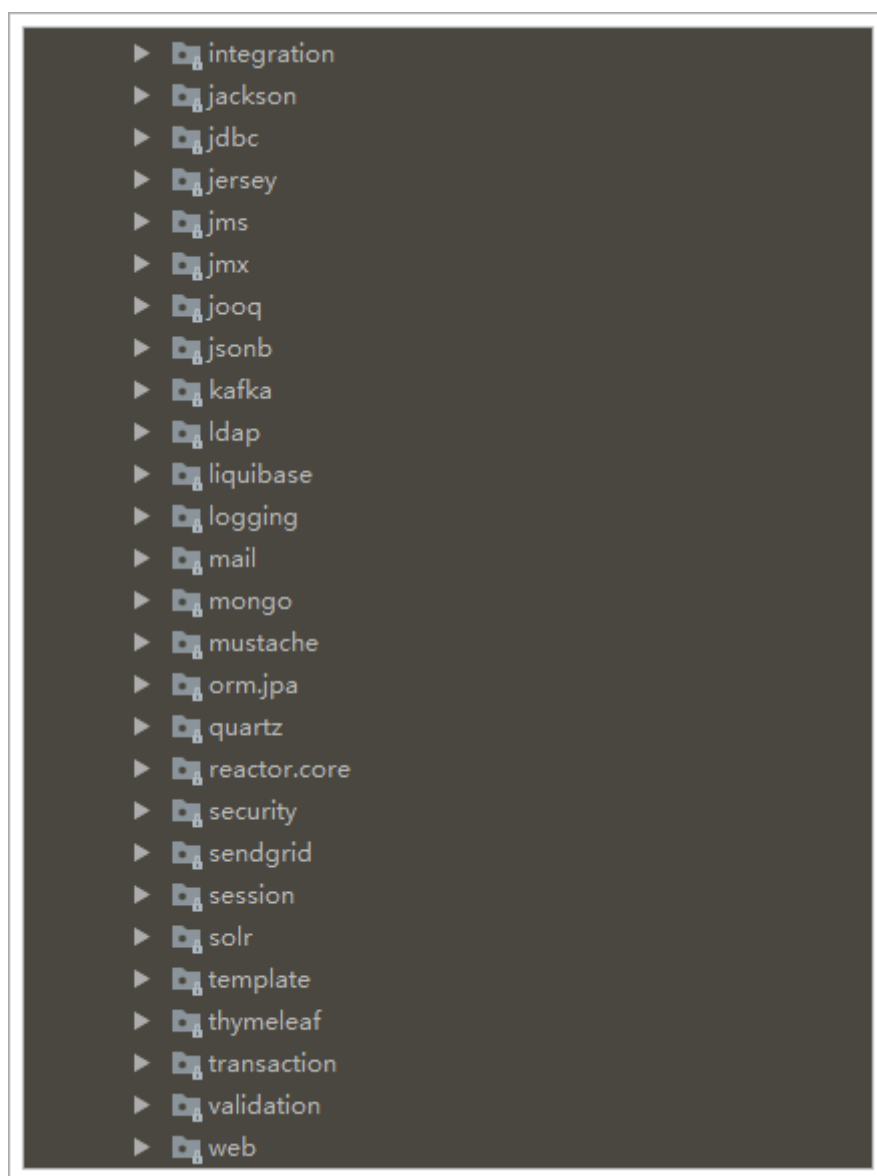 integration
jackson
jdbc
jersey
jms
jmx
jooq
jsonb
kafka
ldap
liquibase
logging
mail
mongo
mustache
orm.jpa
quartz
reactor.core
security
sendgrid
session
solr
template
thymeleaf
transaction
validation
web